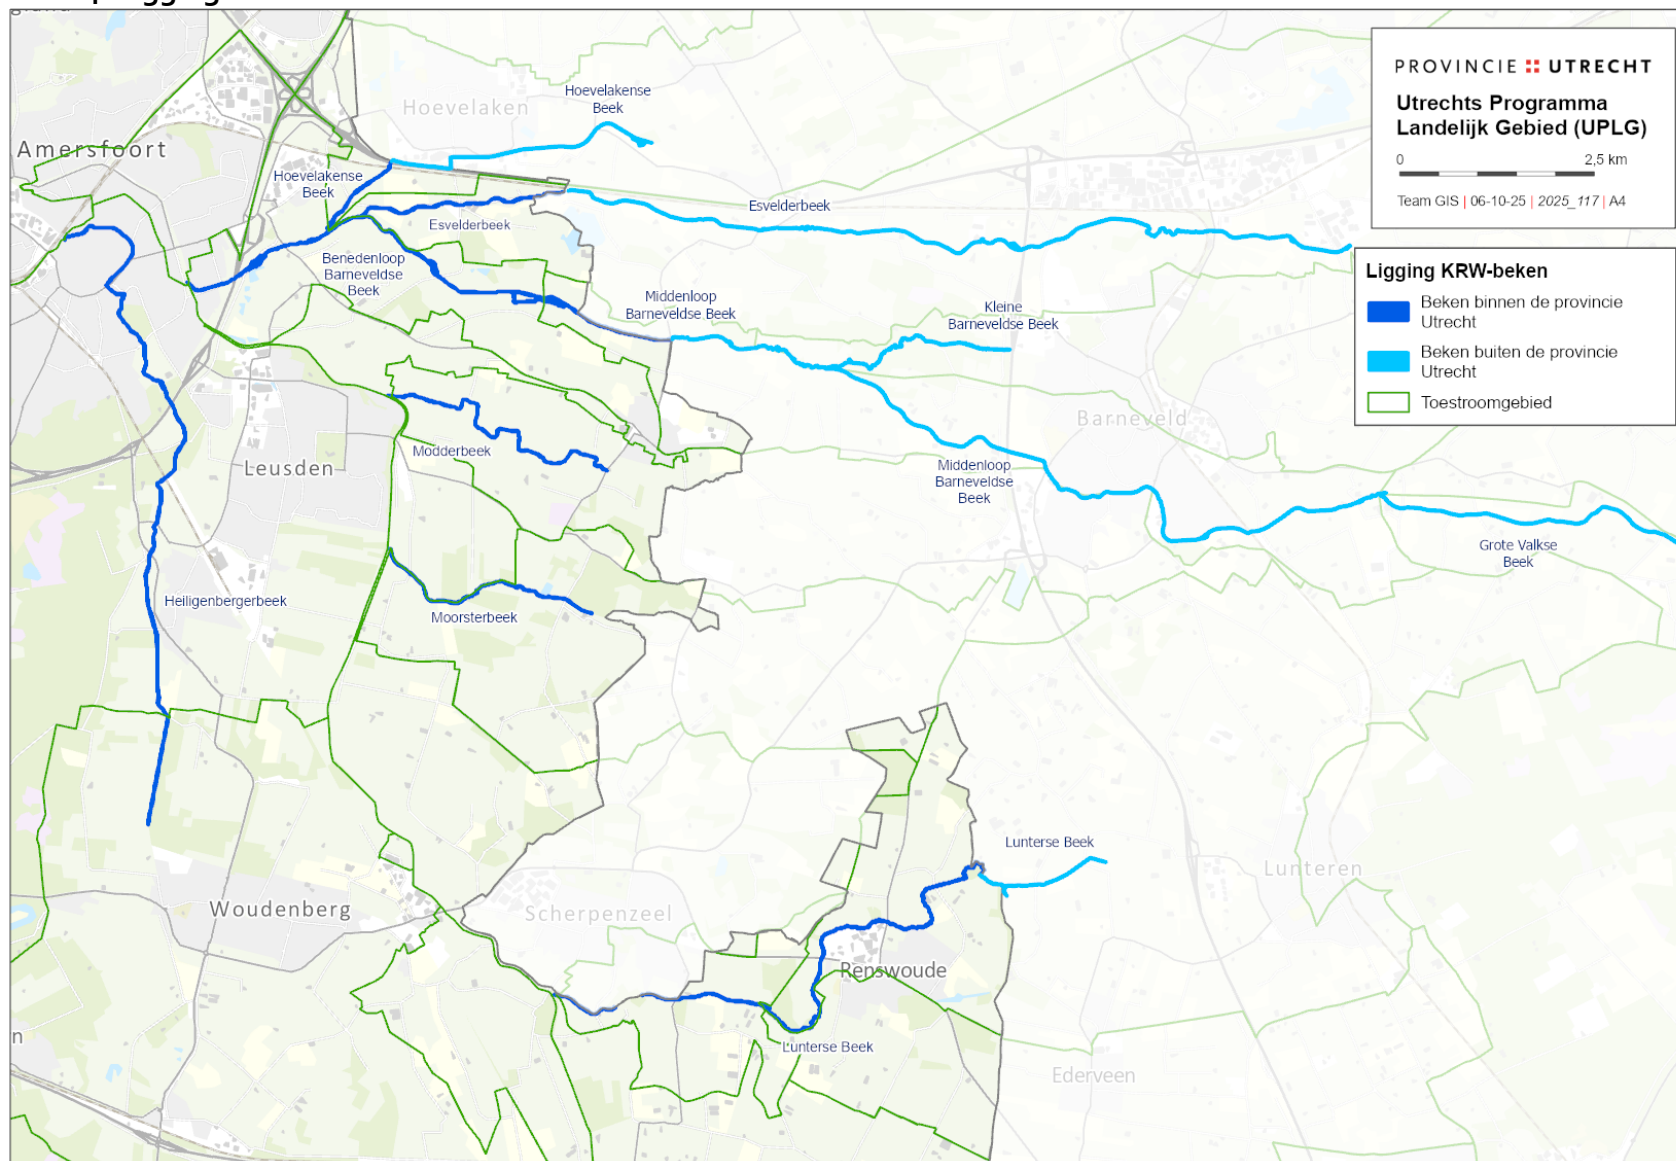 PROVINCIE UTRECHT
Utrechts Programma
Landelijk Gebied (UPLG)
0 2,5 km
Team GIS | 06-10-25 | 2025_117 | A4
Ligging KRW-beken
Beken binnen de provincie
Utrecht
Beken buiten de provincie
Utrecht
Toestroomgebied
Hoevelaken
Hoevelakense
Beek
Amersfoort
Hoevelakense
Beek
Esvelderbeek
Esvelderbeek
Benedenloop
Barneveldse
Beek
Middenloop
Barneveldse Beek
Kleine
Barneveldse Beek
Barneveld
Modderbeek
Leusden
Middenloop
Barneveldse
Beek
Grote Valkse
Beek
Heiligenbergerbeek
Moorsterbeek
Lunterse Beek
Lunteren
Woudenberg
Scherpenzeel
Renswoude
n
Lunterse Beek
Ederveen